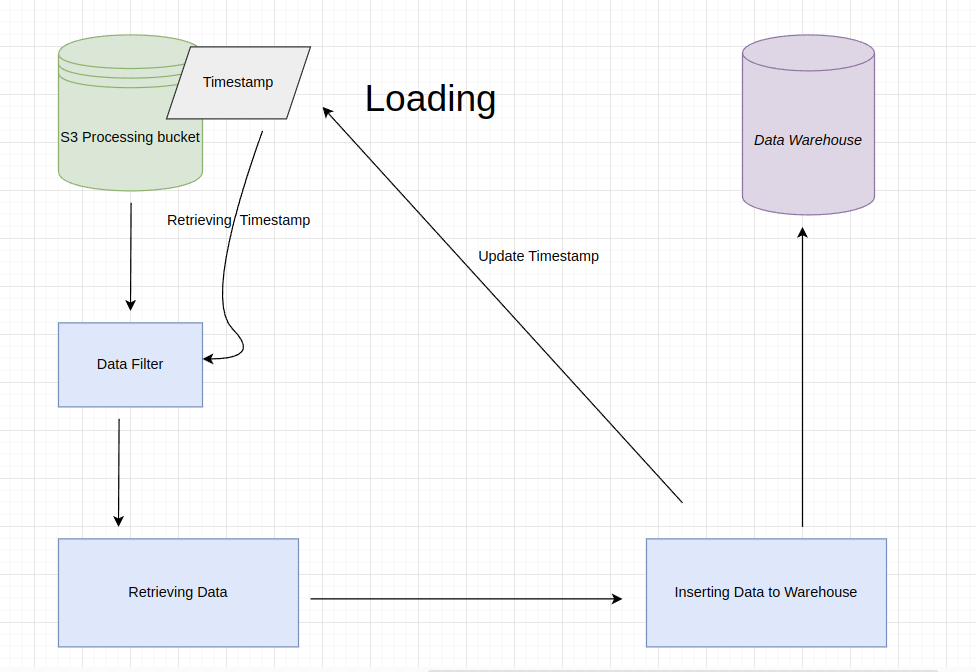 Timestamp
Loading
S3 Processing bucket
Data Warehouse
Retrieving Timestamp
Update Timestamp
Data Filter
Retrieving Data
Inserting Data to Warehouse